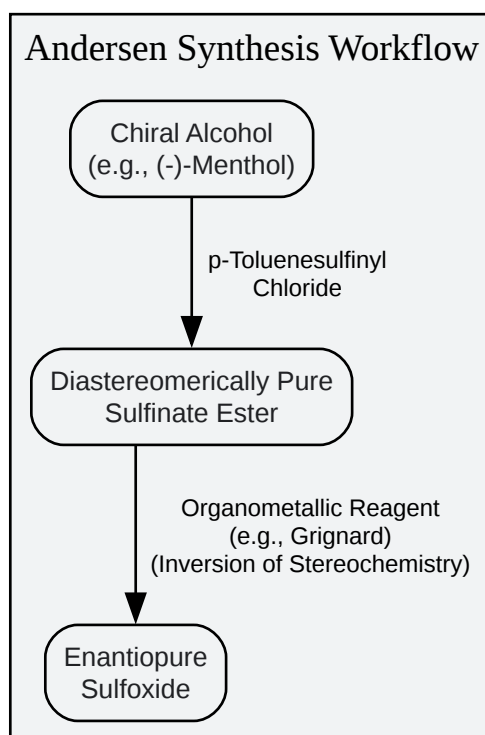 Andersen Synthesis Workflow
Chiral Alcohol
(e.g., (-)-Menthol)
p-Toluenesulfinyl
Chloride
Diastereomerically Pure
Sulfinate Ester
Organometallic Reagent
(e.g., Grignard)
(Inversion of Stereochemistry)
Enantiopure
Sulfoxide